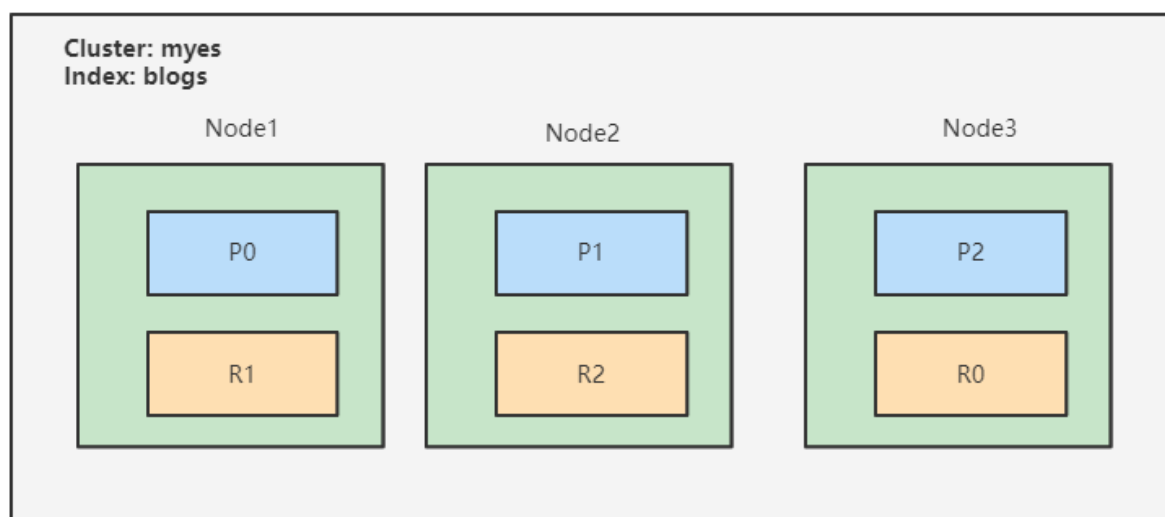 Cluster: myes
Index: blogs
Node1
Node2
Node3
P0
P1
P2
R1
R2
R0